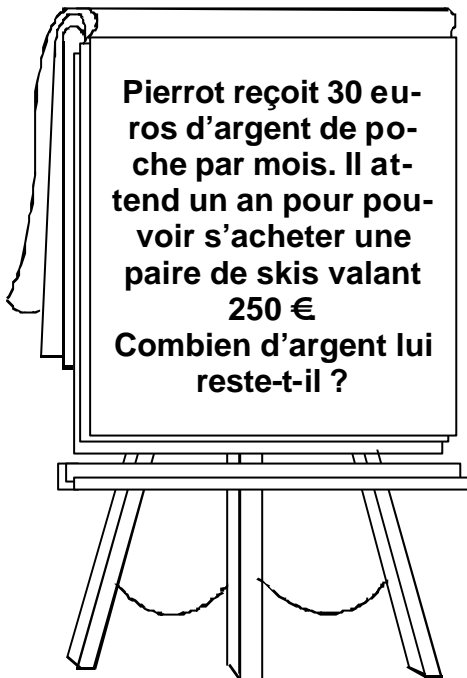 Pierrot reçoit 30 eu-
ros d’argent de po-
che par mois. Il at-
tend un an pour pou-
voir s’acheter une
paire de skis valant
250 €
Combien d’argent lui
reste-t-il ?